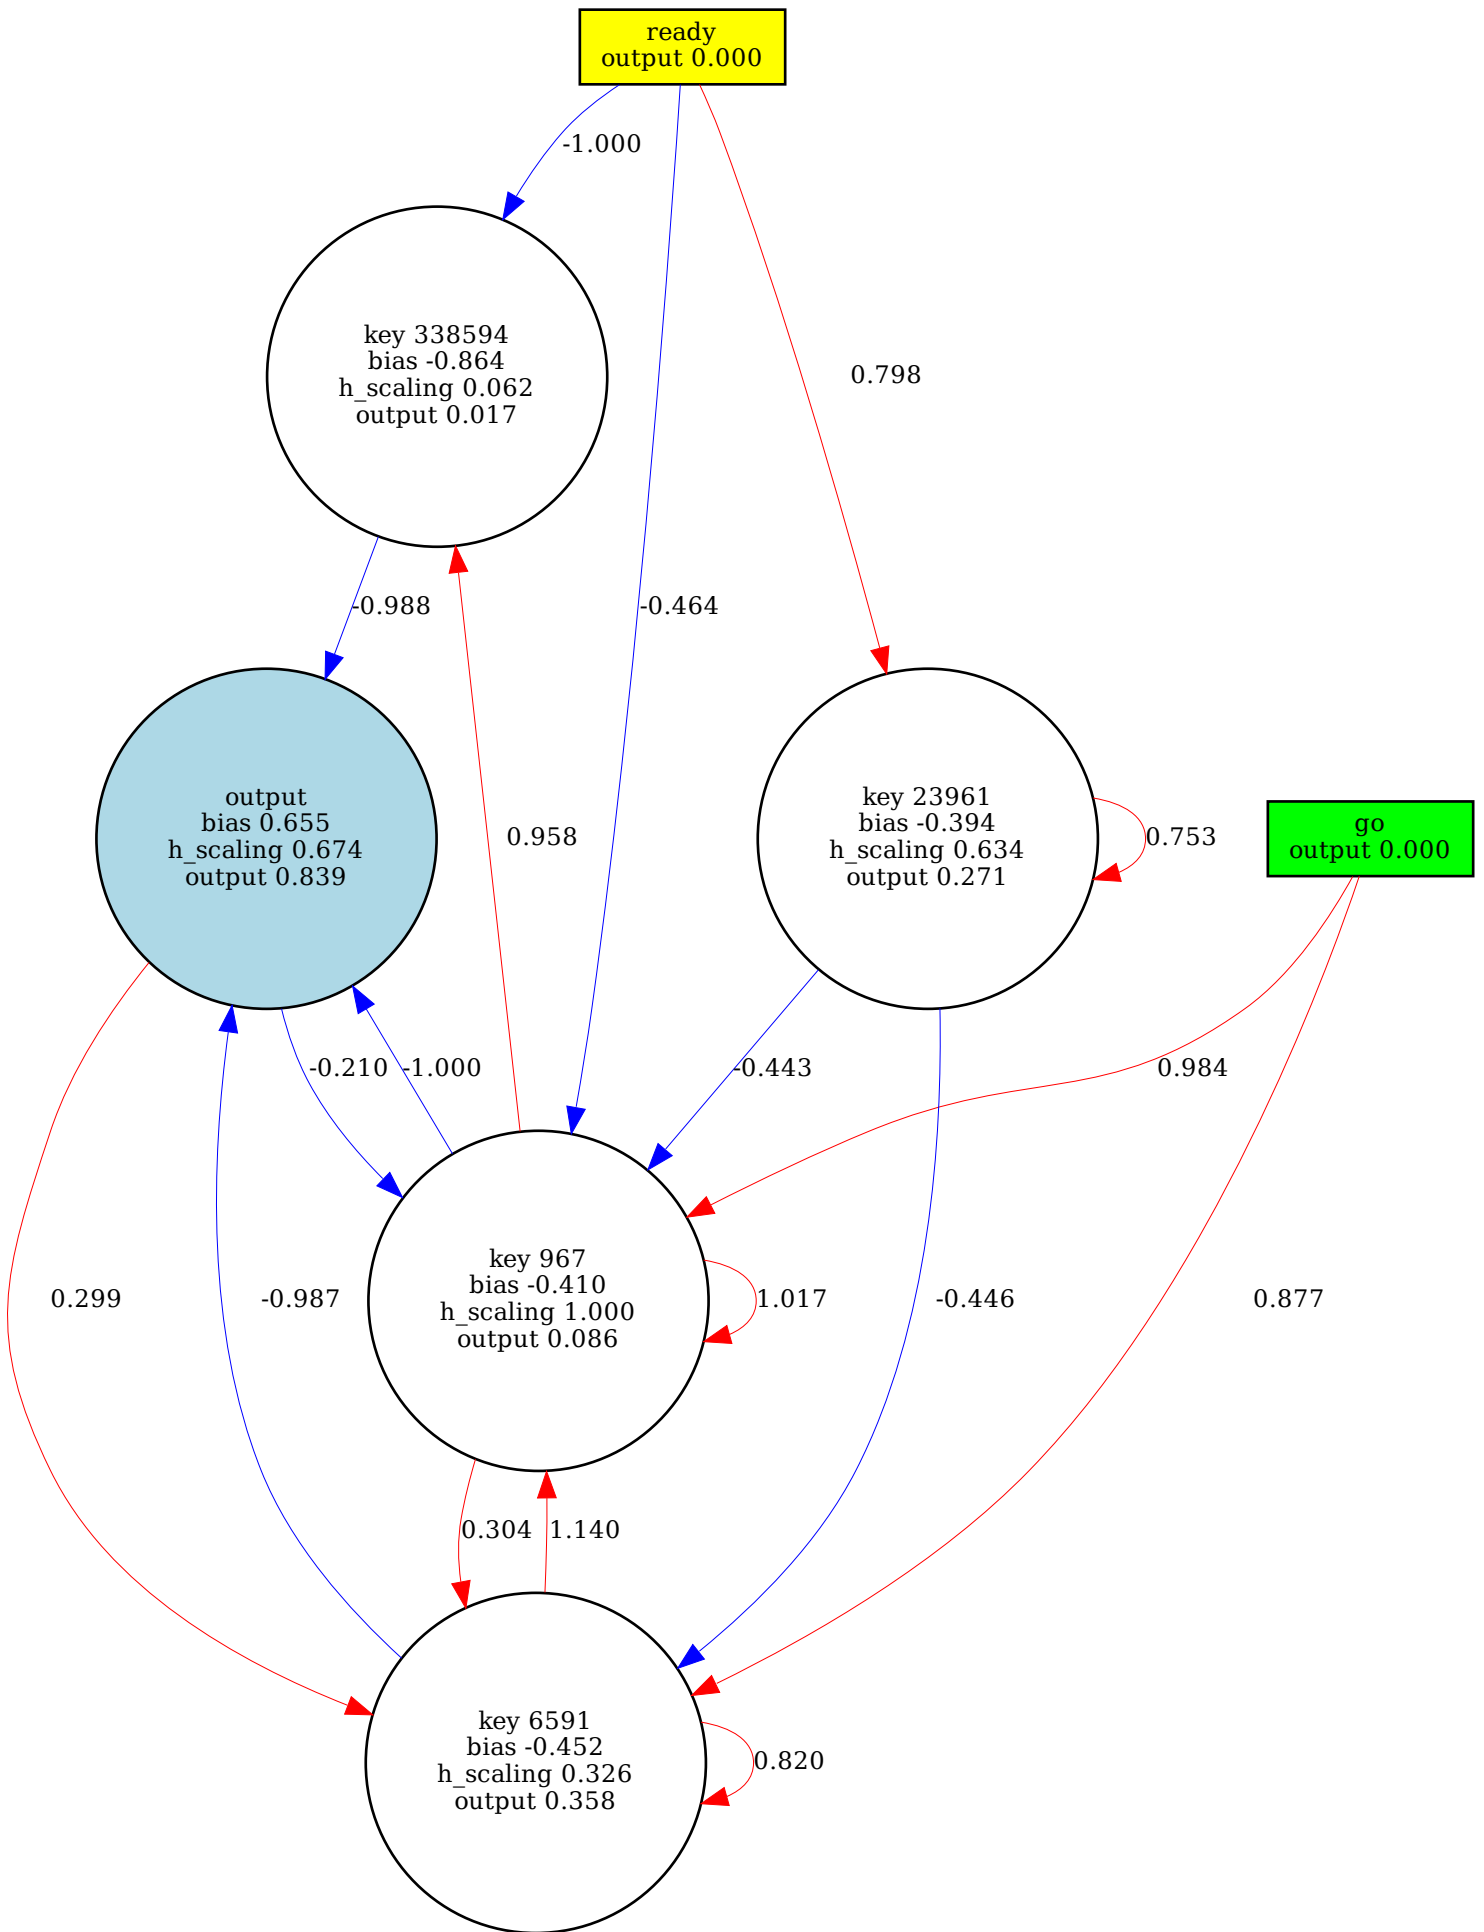 ready
output 0.000
-1.000
key 338594
bias -0.864
h_scaling 0.062
output 0.017
0.798
-0.988
-0.464
output
bias 0.655
h_scaling 0.674
output 0.839
0.958
key 23961
bias -0.394
h_scaling 0.634
output 0.271
0.753
go
output 0.000
-0.210
-1.000
-0.443
0.984
0.299
-0.987
key 967
bias -0.410
h_scaling 1.000
output 0.086
1.017
-0.446
0.877
0.304
1.140
key 6591
bias -0.452
h_scaling 0.326
output 0.358
0.820